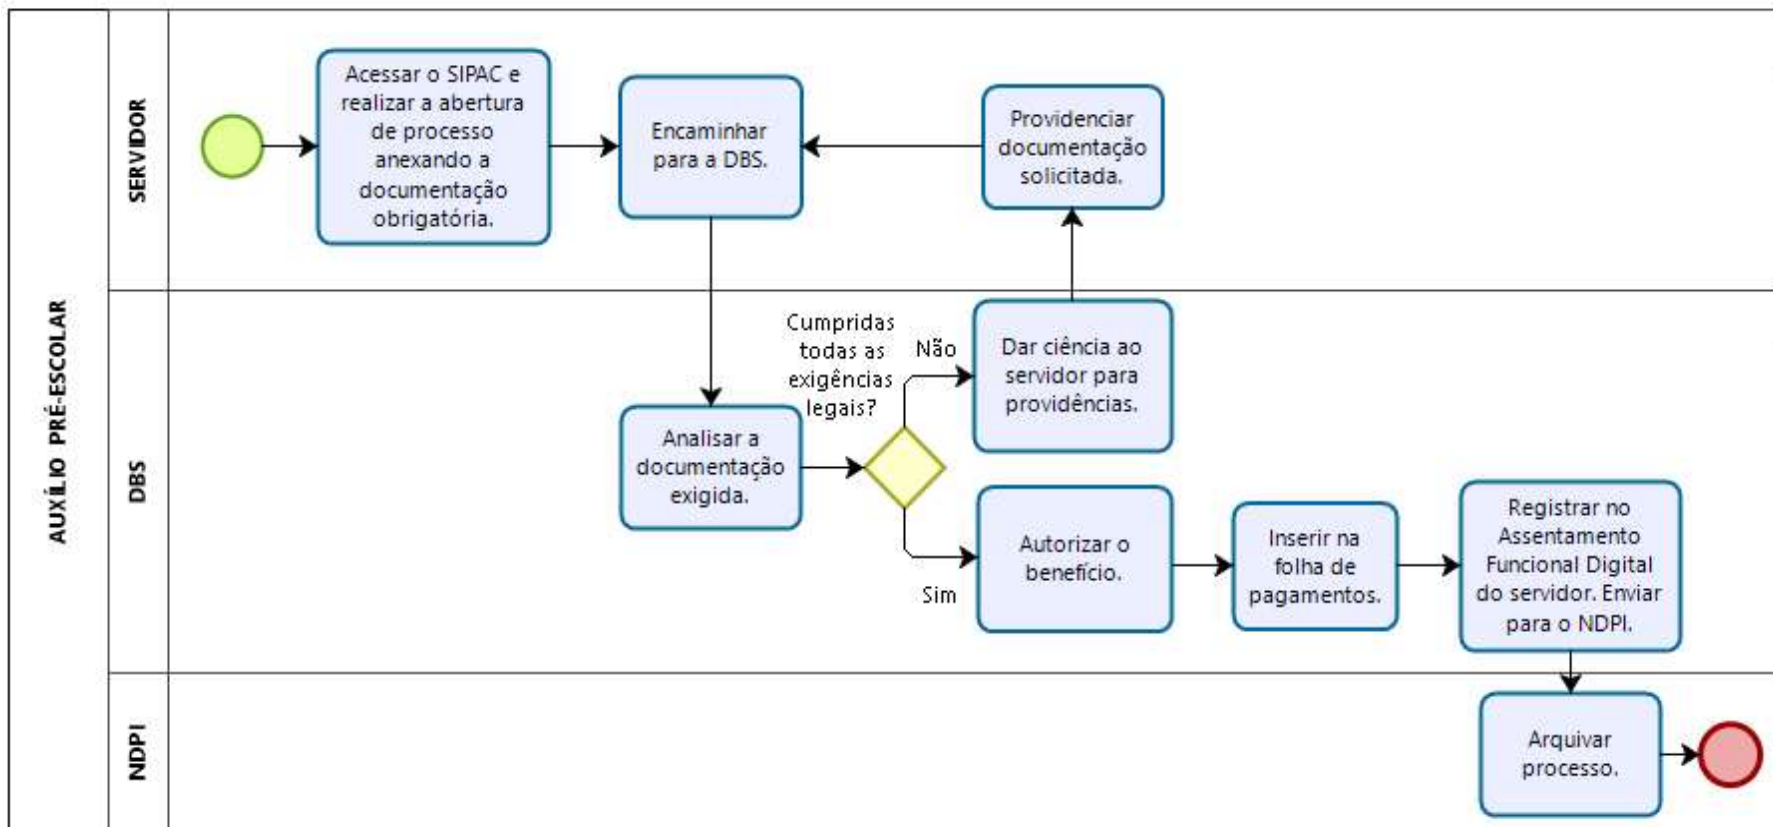 AUXÍLIO PRÉ-ESCOLAR
SERVIDOR
Acessar o SIPAC e
realizar a abertura
de processo
anexando a
documentação
obrigatória.
Encaminhar
para a DBS.
Providenciar
documentação
solicitada.
DBS
Analisar a
documentação
exigida.
Cumpridas
todas as
exigências
legais?
Não
Dar ciência ao
servidor para
providências.
Sim
Autorizar o
benefício.
Inserir na
folha de
pagamentos.
Registrar no
Assentamento
Funcional Digital
do servidor. Enviar
para o NDPI.
NDPI
Arquivar
processo.